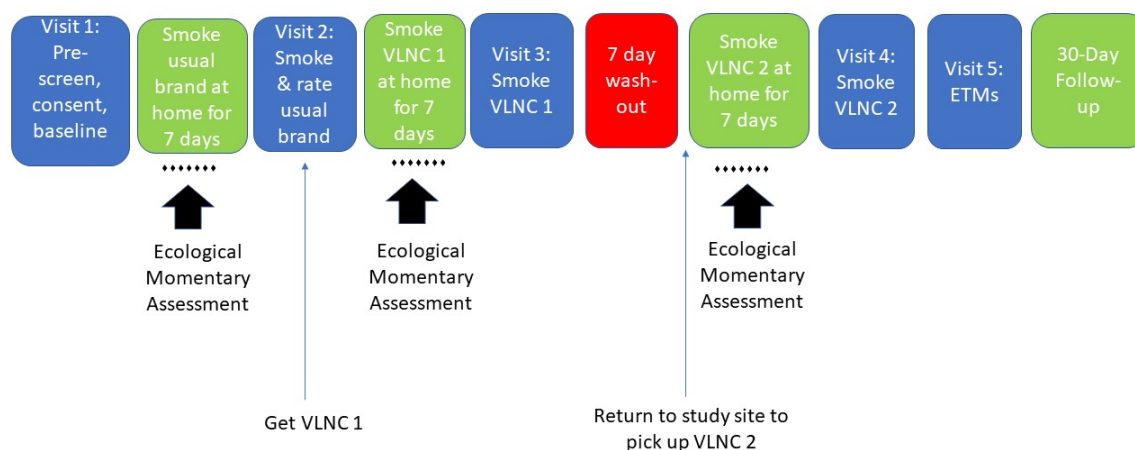 Visit 1:
Pre-
screen,
consent,
baseline
Smoke
usual
brand at
home for
7 days
Visit 2:
Smoke
& rate
usual
brand
Smoke
VLNC 1
at home
for 7
days
Visit 3:
Smoke
VLNC 1
7 day
wash-
out
Smoke
VLNC 2 at
home for
7 days
Visit 4:
Smoke
VLNC 2
Visit 5:
ETMs
30-Day
Follow-
up
Ecological
Momentary
Assessment
Ecological
Momentary
Assessment
Ecological
Momentary
Assessment
Get VLNC 1
Return to study site to
pick up VLNC 2